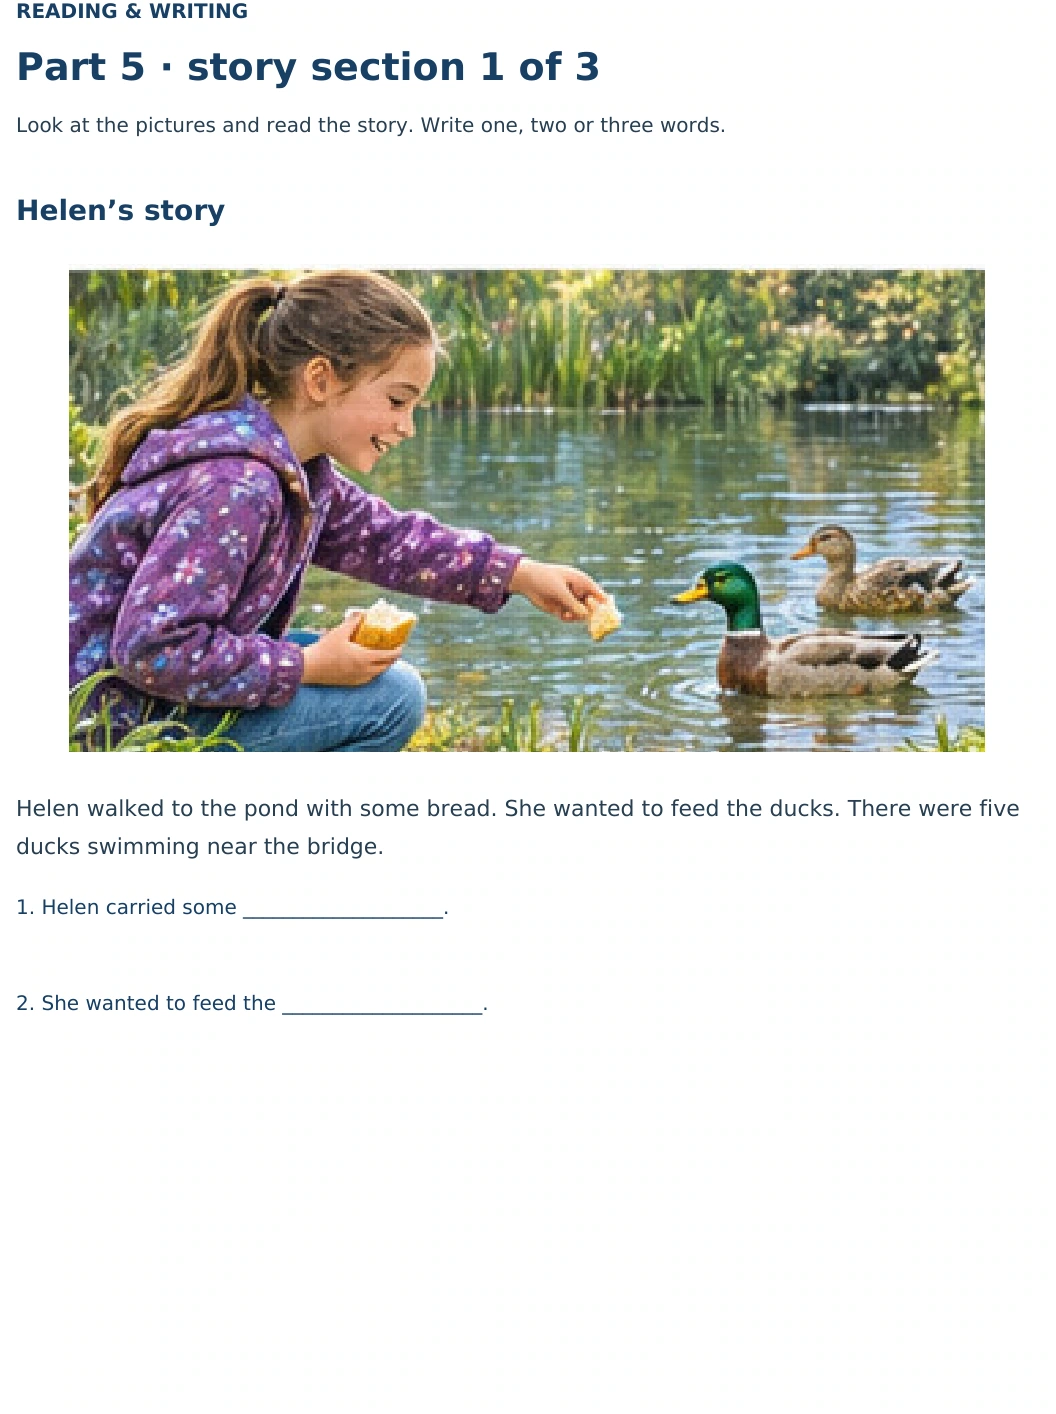 READING & WRITING
Part 5 · story section 1 of 3
Look at the pictures and read the story. Write one, two or three words.
Helen’s story
Helen walked to the pond with some bread. She wanted to feed the ducks. There were five
ducks swimming near the bridge.
1. Helen carried some ____________________.
2. She wanted to feed the ____________________.